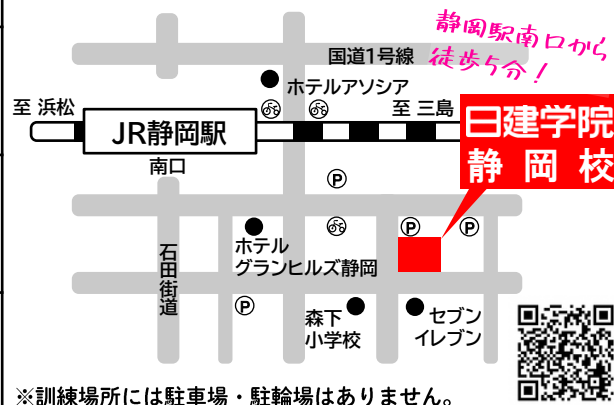 静岡駅南口から
徒歩5分！
国道1号線
ホテルアソシア
至 浜松
至 三島
JR静岡駅
日建学院
静岡校
南口
P
P
P
ホテル
グランヒルズ静岡
石田街道
P
森下
小学校
セブン
イレブン
※訓練場所には駐車場・駐輪場はありません。